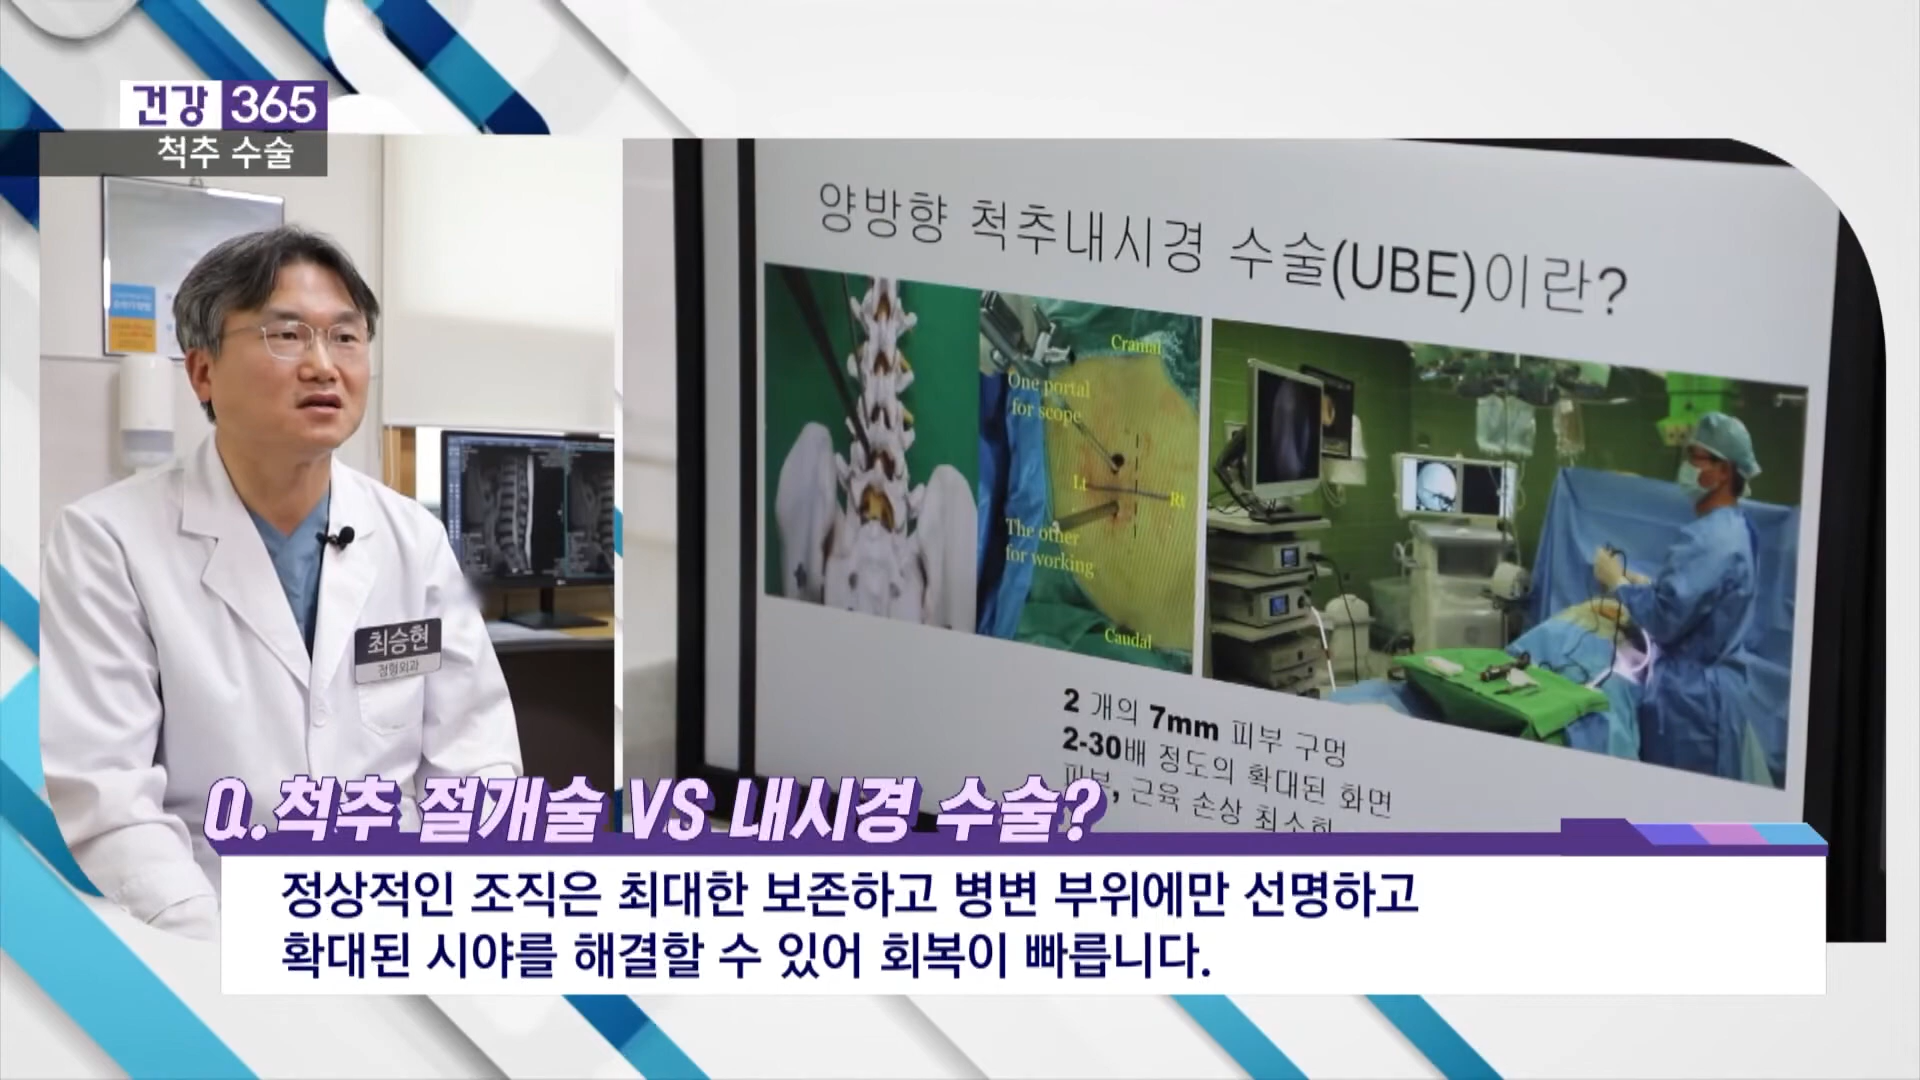 건강 365
척추 수술
양방향 척추내시경 수술(UBE)이란?
Cranial
One portal
for scope
Lt
Rt
The other
for working
Caudal
2 개의 7mm 피부 구멍
2-30배 정도의 확대된 화면
피부, 근육 손상 최소화
최승현
정형외과
Q.척추 절개술 VS 내시경 수술?
정상적인 조직은 최대한 보존하고 병변 부위에만 선명하고
확대된 시야를 해결할 수 있어 회복이 빠릅니다.